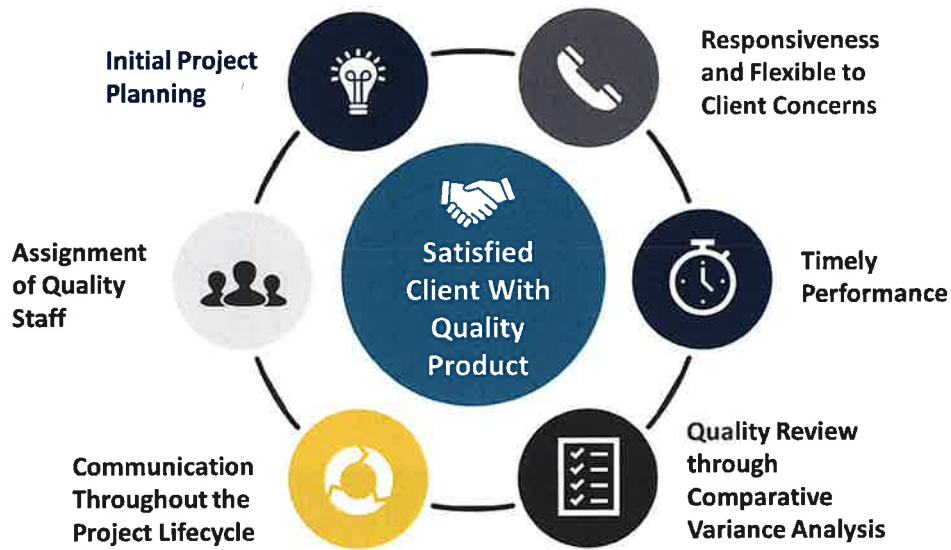 Initial Project
Planning
Responsiveness
and Flexible to
Client Concerns
Assignment
of Quality
Staff
Satisfied
Client With
Quality
Product
Timely
Performance
Communication
Throughout the
Project Lifecycle
Quality Review
through
Comparative
Variance Analysis